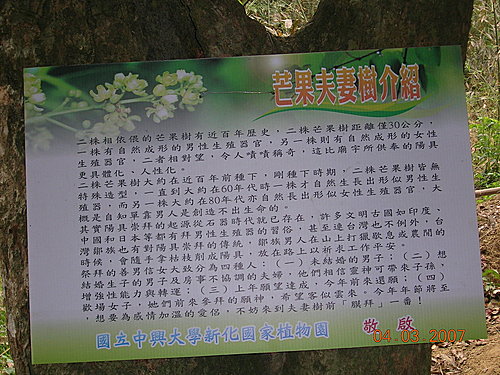 芒果夫妻樹介紹
二株相依偎的芒果樹有近百年歷史，二株芒果樹距離僅30公分，
一株有自然成形的男性生殖器官，另一株則有自然成形的女性
生殖器官，二者相對望，令人嘖嘖稱奇，這比廟宇所供奉的陽具
更具體化、人性化。
二株芒果樹大約在近百年前種下，剛種下時期，二株芒果樹皆無
特殊造型，一直到大約在60年代時一株才自然生長出形似男性生
殖器，而另一株大約在80年代亦自然長出形似女性生殖器官，大
概是自知單靠男人是創造不出生命的。
其實陽具崇拜的起源從石器時代就已存在，許多文明古國如印度、
中國和日本等都有拜男性生殖器的習俗，甚至連台灣也不例外，台
灣鄒族也有對陽具崇拜的傳統，鄒族男人在山上打獵歇息或農閒的
時候，會隨手拿枯枝削成陽具，放在路上以祈求工作平安。
祭拜的善男信女大致分為四種人：（一）未結婚的男子；（二）想
結婚生子的男子及房事不協調的夫婦，他們相信靈神可帶來子孫，
增強性能力與轉運；（三）上年願望達成，今年前來還願；（四）
歡場女子，她們前來參拜的願神，希望客似雲來。今年年節將至
，想要為感情加溫的愛侶，不妨來到夫妻樹前「膜拜」一番！
國立中興大學新化國家植物園
敬啟
04.03.2007